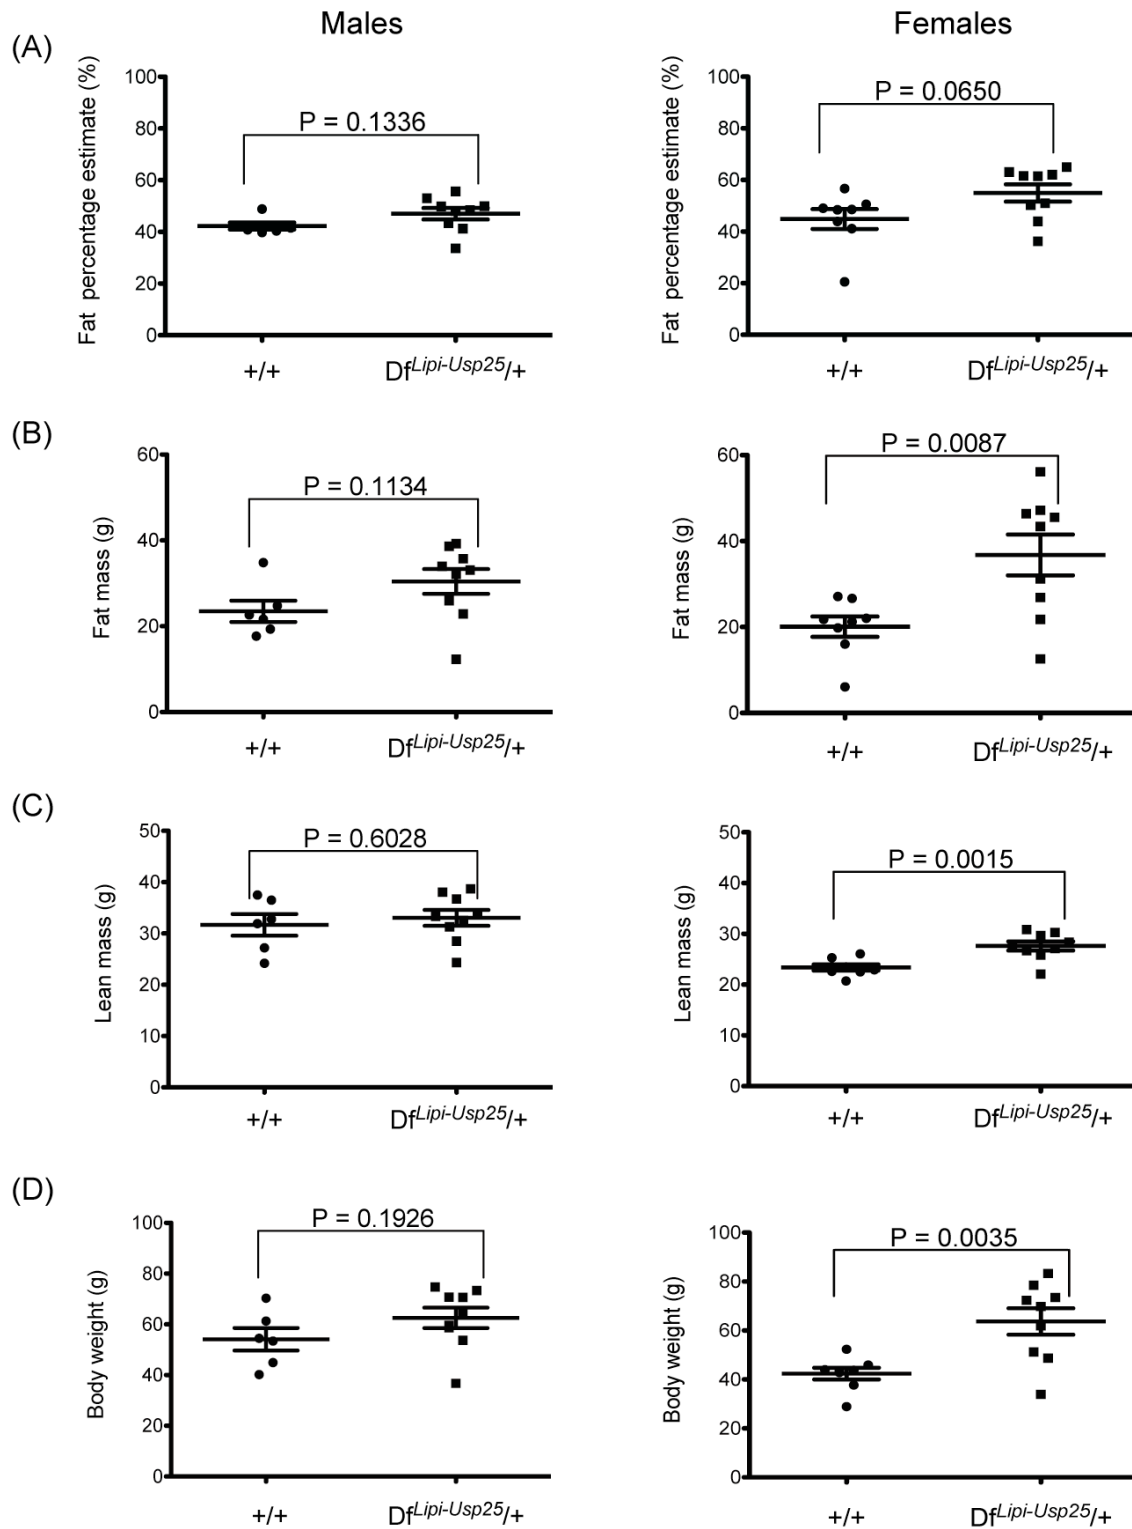 Males
Females
(A)
Fat percentage estimate (%)
100
80
60
40
20
0
P = 0.1336
+/+
Df^Lipi-Usp25/+
Fat percentage estimate (%)
100
80
60
40
20
0
P = 0.0650
+/+
Df^Lipi-Usp25/+
(B)
Fat mass (g)
60
40
20
0
P = 0.1134
+/+
Df^Lipi-Usp25/+
Fat mass (g)
60
40
20
0
P = 0.0087
+/+
Df^Lipi-Usp25/+
(C)
Lean mass (g)
50
40
30
20
10
0
P = 0.6028
+/+
Df^Lipi-Usp25/+
Lean mass (g)
50
40
30
20
10
0
P = 0.0015
+/+
Df^Lipi-Usp25/+
(D)
Body weight (g)
100
80
60
40
20
0
P = 0.1926
+/+
Df^Lipi-Usp25/+
Body weight (g)
100
80
60
40
20
0
P = 0.0035
+/+
Df^Lipi-Usp25/+